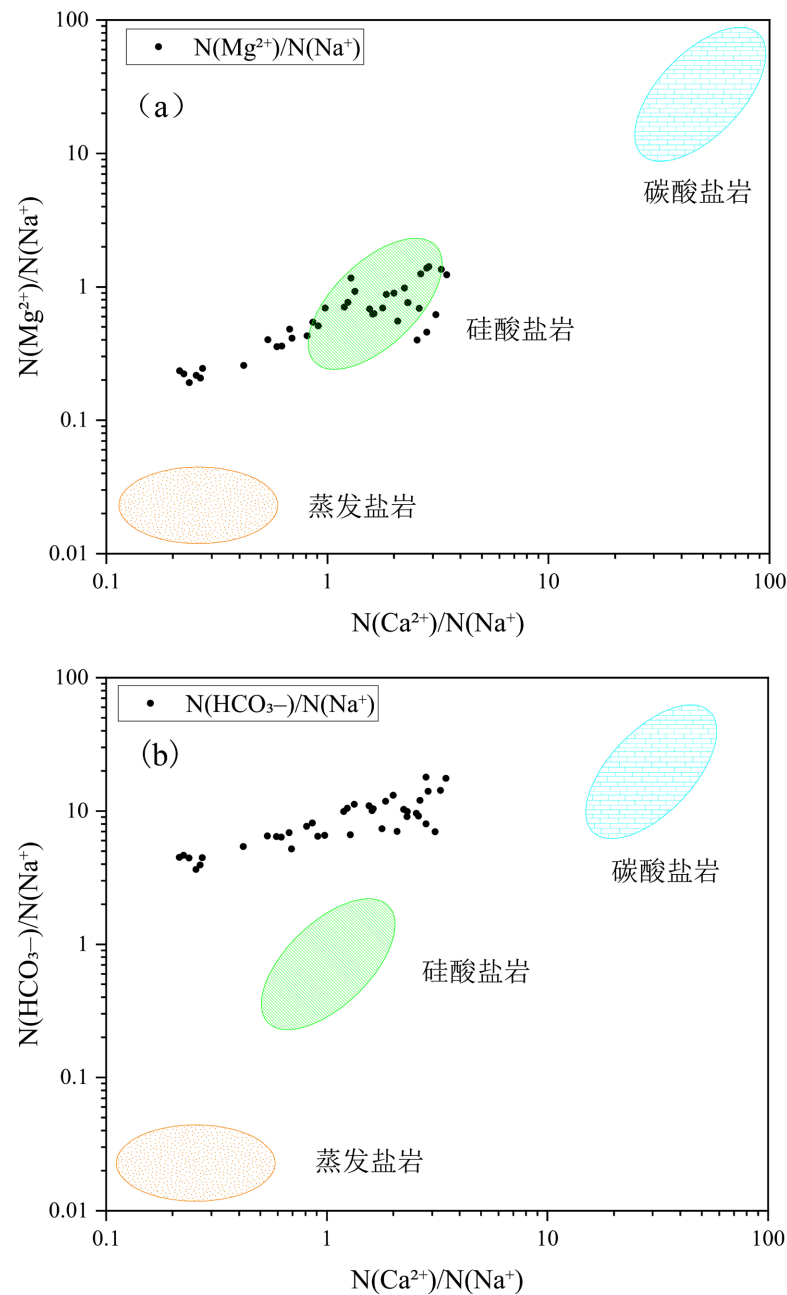 100
N(Mg²⁺)/N(Na⁺)
（a）
10
碳酸盐岩
N(Mg²⁺)/N(Na⁺)
1
硅酸盐岩
0.1
蒸发盐岩
0.01
0.1 1 10 100
N(Ca²⁺)/N(Na⁺)
100
N(HCO₃–)/N(Na⁺)
（b）
10
碳酸盐岩
N(HCO₃–)/N(Na⁺)
1
硅酸盐岩
0.1
蒸发盐岩
0.01
0.1 1 10 100
N(Ca²⁺)/N(Na⁺)